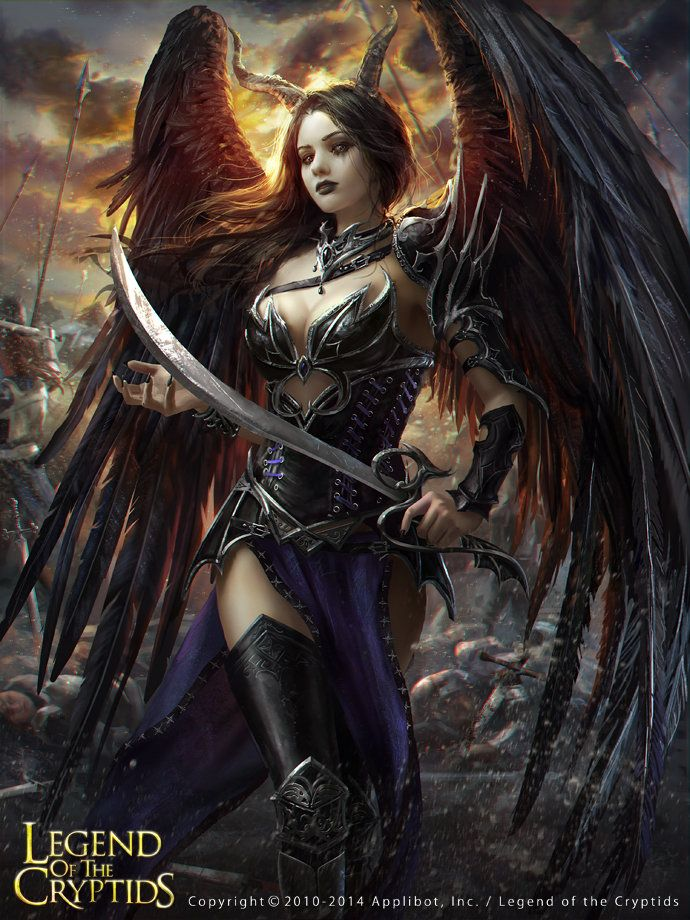 LEGEND
OF THE
CRYPTIDS
Copyright©2010-2014 Applibot, Inc. / Legend of the Cryptids